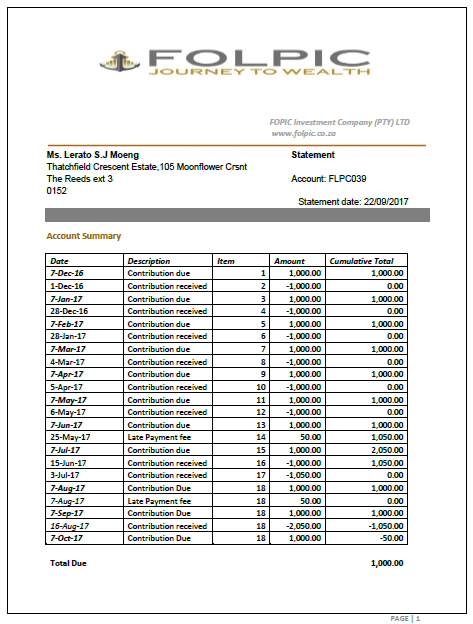 FOLPIC
JOURNEY TO WEALTH
FOPIC Investment Company (PTY) LTD
www.folpic.co.za
Ms. Lerato S.J Moeng Statement
Thatchfield Crescent Estate,105 Moonflower Crsnt
The Reeds ext 3 Account: FLPC039
0152
Statement date: 22/09/2017
Account Summary
Date Description Item Amount Cumulative Total
7-Dec-16 Contribution due 1 1,000.00 1,000.00
1-Dec-16 Contribution received 2 -1,000.00 0.00
7-Jan-17 Contribution due 3 1,000.00 1,000.00
28-Dec-16 Contribution received 4 -1,000.00 0.00
7-Feb-17 Contribution due 5 1,000.00 1,000.00
28-Jan-17 Contribution received 6 -1,000.00 0.00
7-Mar-17 Contribution due 7 1,000.00 1,000.00
4-Mar-17 Contribution received 8 -1,000.00 0.00
7-Apr-17 Contribution due 9 1,000.00 1,000.00
5-Apr-17 Contribution received 10 -1,000.00 0.00
7-May-17 Contribution due 11 1,000.00 1,000.00
6-May-17 Contribution received 12 -1,000.00 0.00
7-Jun-17 Contribution due 13 1,000.00 1,000.00
25-May-17 Late Payment fee 14 50.00 1,050.00
7-Jul-17 Contribution due 15 1,000.00 2,050.00
15-Jun-17 Contribution received 16 -1,000.00 1,050.00
3-Jul-17 Contribution received 17 -1,050.00 0.00
7-Aug-17 Contribution Due 18 1,000.00 1,000.00
7-Aug-17 Late Payment fee 18 50.00 0.00
7-Sep-17 Contribution Due 18 1,000.00 1,000.00
16-Aug-17 Contribution received 18 -2,050.00 -1,050.00
7-Oct-17 Contribution Due 18 1,000.00 -50.00
Total Due 1,000.00
PAGE | 1